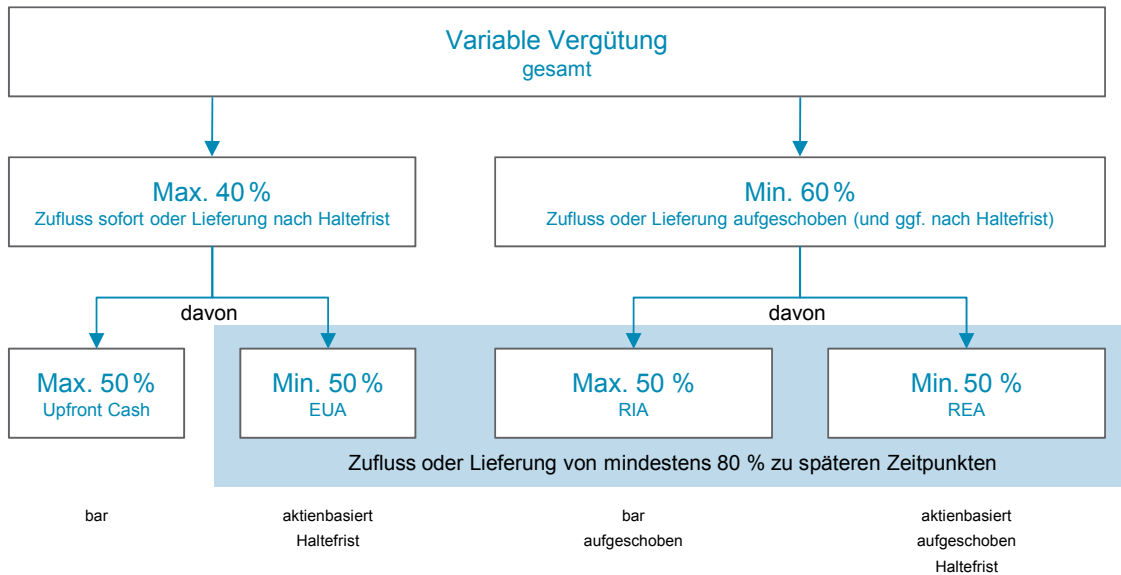 Variable Vergütung
gesamt
Max. 40 %
Zufluss sofort oder Lieferung nach Haltefrist
Min. 60 %
Zufluss oder Lieferung aufgeschoben (und ggf. nach Haltefrist)
davon
davon
Max. 50 %
Upfront Cash
Min. 50 %
EUA
Max. 50 %
RIA
Min. 50 %
REA
Zufluss oder Lieferung von mindestens 80 % zu späteren Zeitpunkten
bar
aktienbasiert
Haltefrist
bar
aufgeschoben
aktienbasiert
aufgeschoben
Haltefrist